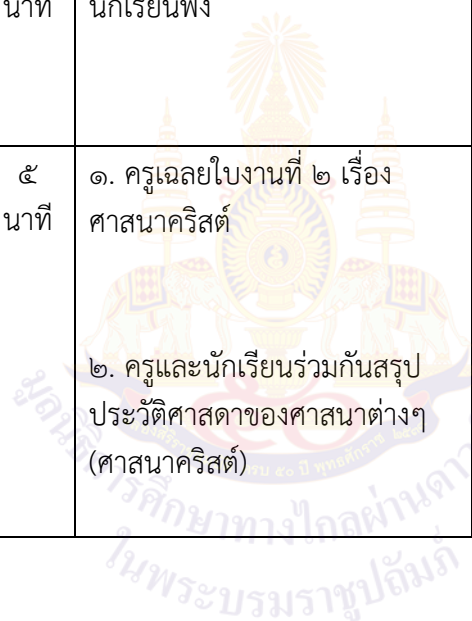 นาที นักเรียนฟัง
๕ นาที
๑. ครูเฉลยใบงานที่ ๒ เรื่อง
ศาสนาคริสต์
๒. ครูและนักเรียนร่วมกันสรุป
ประวัติศาสดาของศาสนาต่างๆ
(ศาสนาคริสต์)
ในพระบรมราชูปถัมภ์